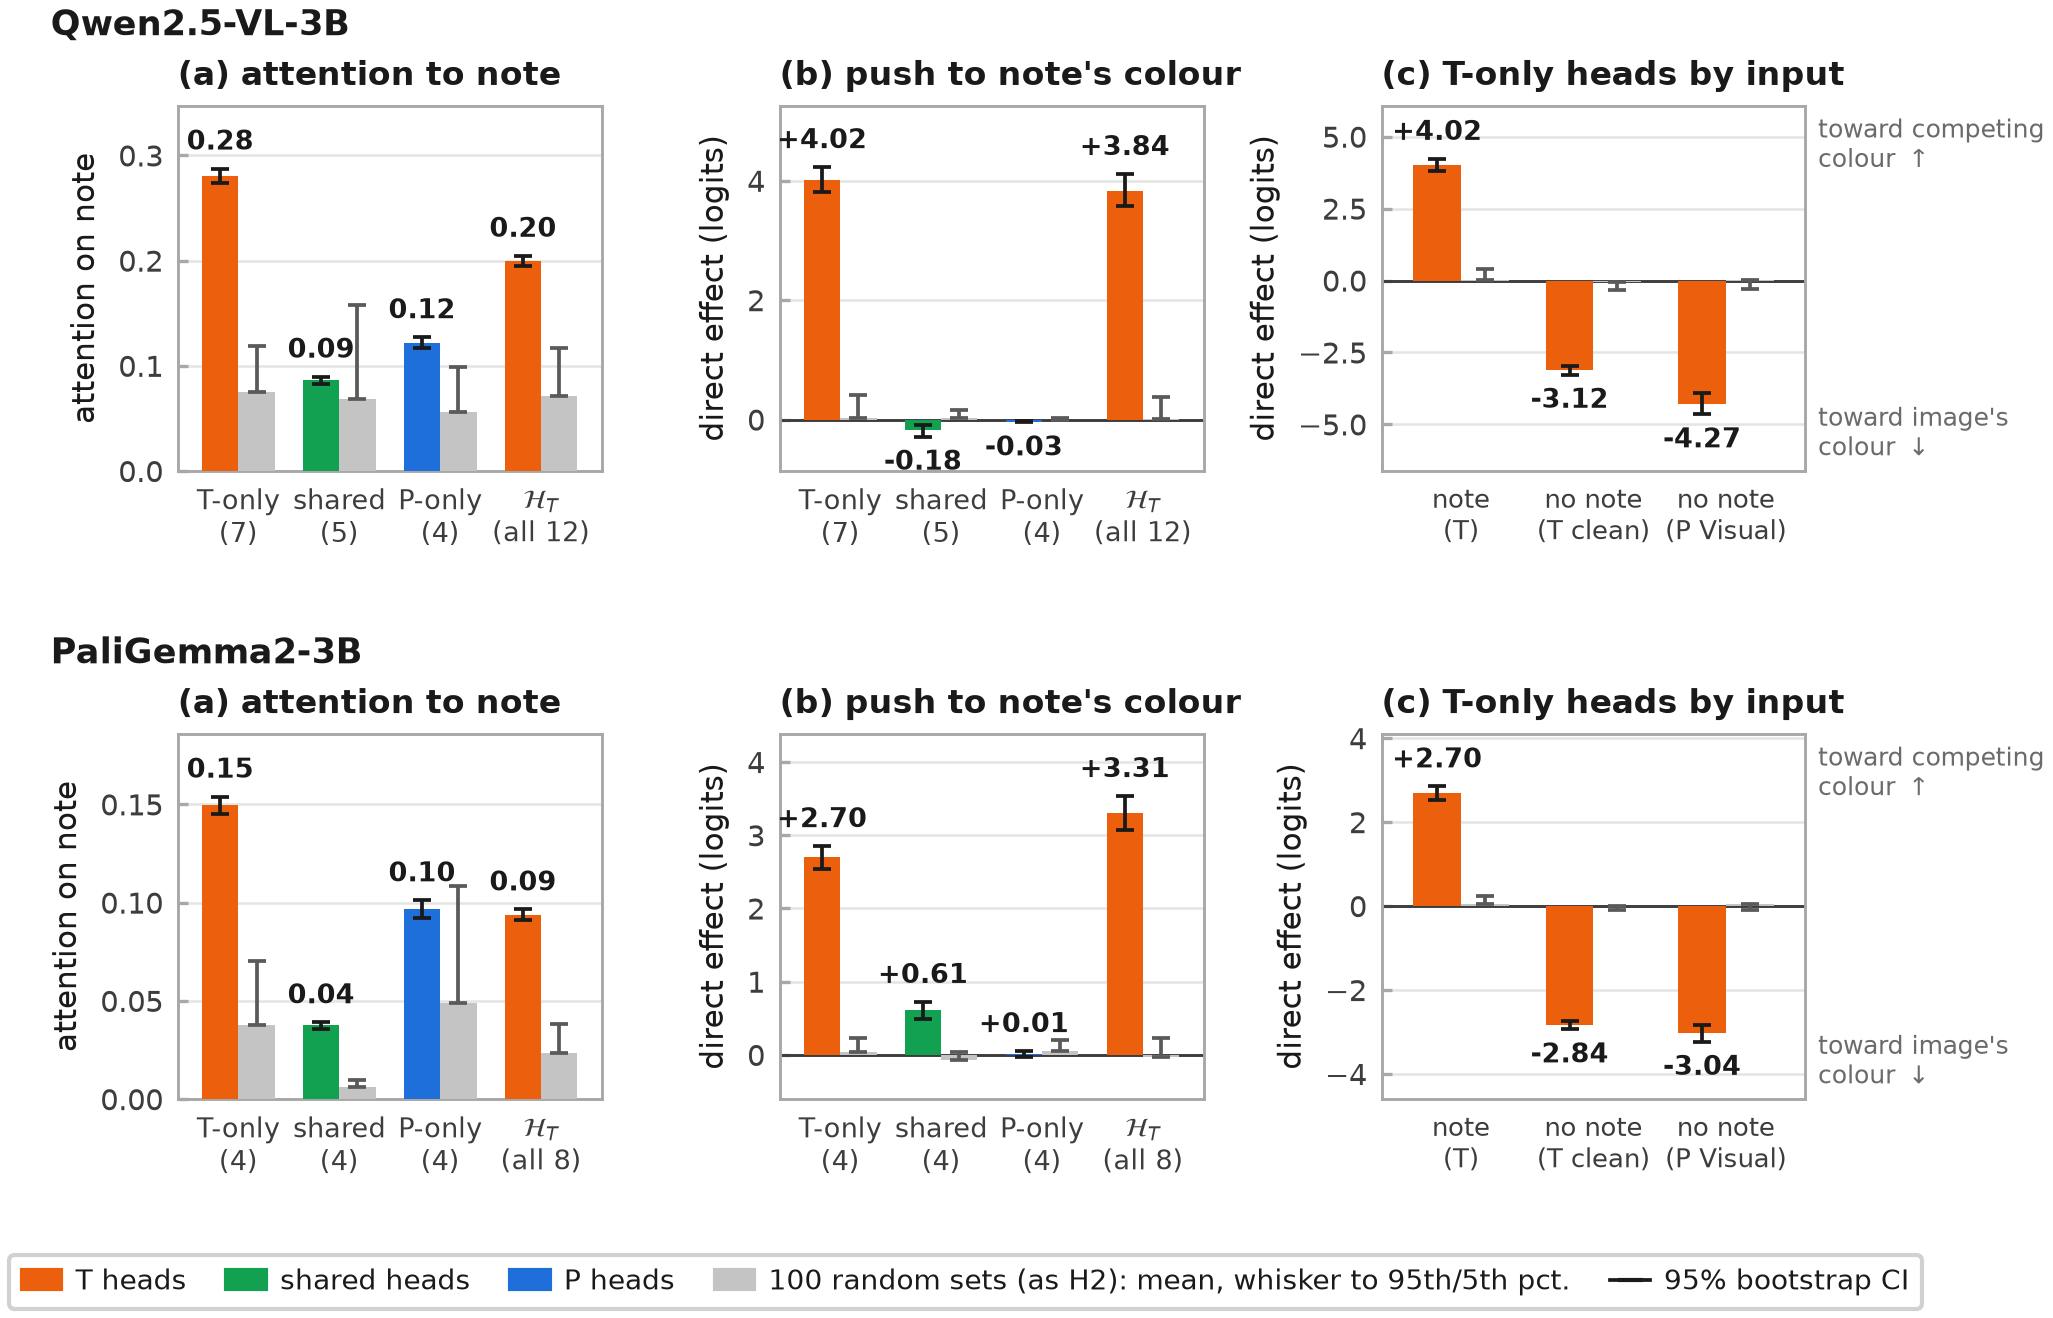 Qwen2.5-VL-3B
(a) attention to note
(b) push to note's colour
(c) T-only heads by input
attention on note
0.3
0.2
0.1
0.0
0.28
0.09
0.12
0.20
T-only
(7)
shared
(5)
P-only
(4)
ℋ_T
(all 12)
direct effect (logits)
4
2
0
+4.02
-0.18
-0.03
+3.84
T-only
(7)
shared
(5)
P-only
(4)
ℋ_T
(all 12)
direct effect (logits)
5.0
2.5
0.0
−2.5
−5.0
+4.02
-3.12
-4.27
note
(T)
no note
(T clean)
no note
(P Visual)
toward competing
colour ↑
toward image's
colour ↓
PaliGemma2-3B
(a) attention to note
(b) push to note's colour
(c) T-only heads by input
attention on note
0.15
0.10
0.05
0.00
0.15
0.04
0.10
0.09
T-only
(4)
shared
(4)
P-only
(4)
ℋ_T
(all 8)
direct effect (logits)
4
3
2
1
0
+2.70
+0.61
+0.01
+3.31
T-only
(4)
shared
(4)
P-only
(4)
ℋ_T
(all 8)
direct effect (logits)
4
2
0
−2
−4
+2.70
-2.84
-3.04
note
(T)
no note
(T clean)
no note
(P Visual)
toward competing
colour ↑
toward image's
colour ↓
T heads
shared heads
P heads
100 random sets (as H2): mean, whisker to 95th/5th pct.
95% bootstrap CI